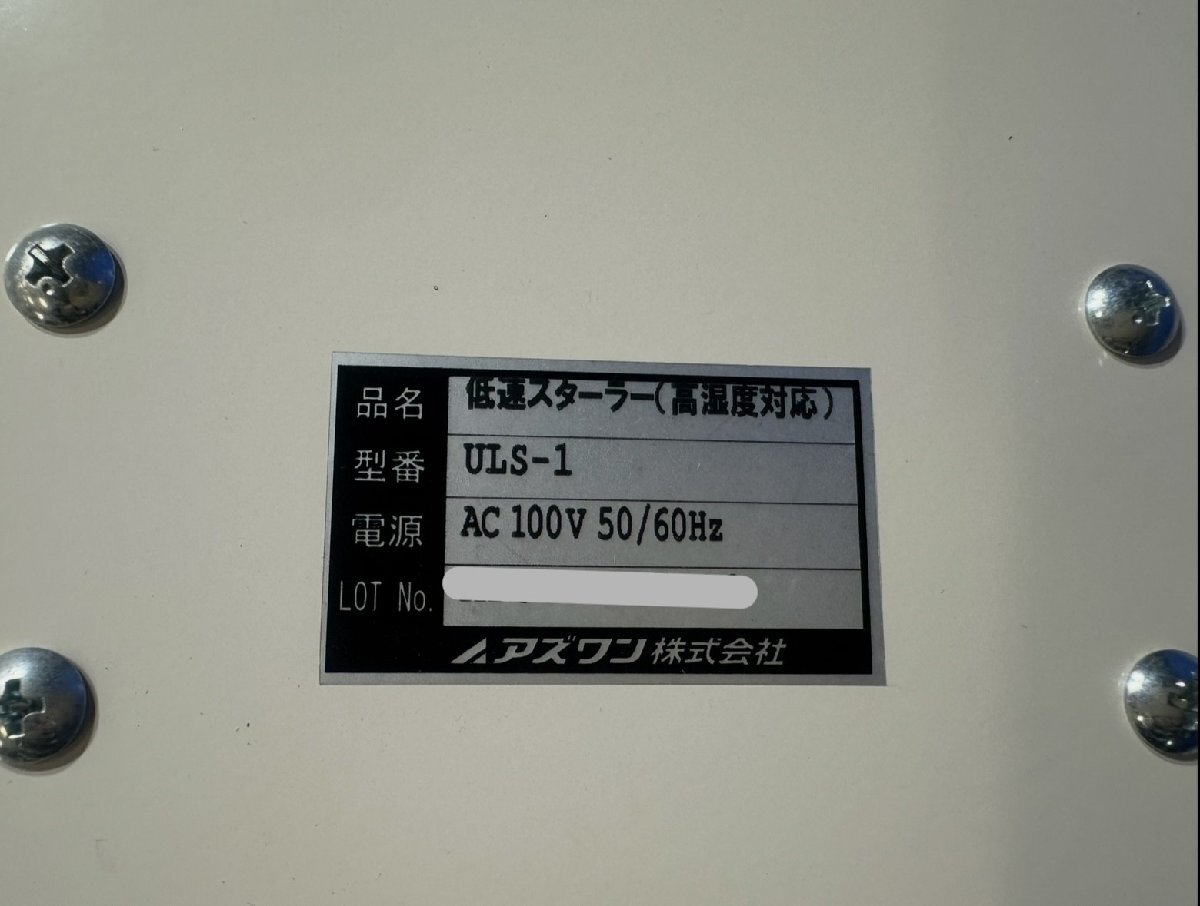 品名 低速スターラー(高湿度対応)
型番 ULS-1
電源 AC 100V 50/60Hz
LOT No.
アズワン株式会社